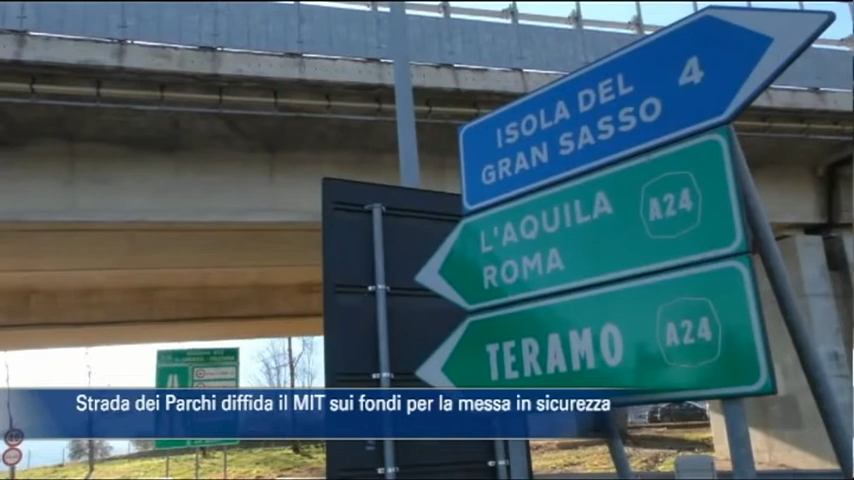 ISOLA DEL
GRAN SASSO 4
L'AQUILA
ROMA A24
TERAMO A24
Strada dei Parchi diffida il MIT sui fondi per la messa in sicurezza